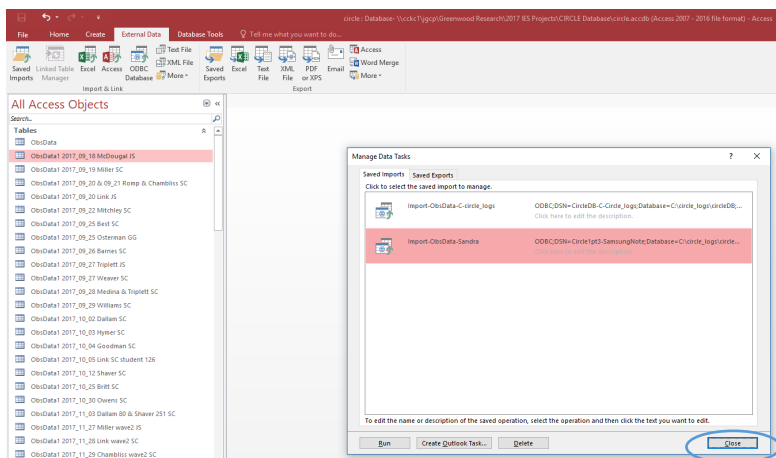 circle : Database- \\cckc1\jgcp\Greenwood Research\2017 IES Projects\CIRCLE Database\circle.accdb (Access 2007 - 2016 file format) - Access
File Home Create External Data Database Tools Tell me what you want to do...
Saved Imports
Linked Table Manager
Excel
Access
ODBC Database
Text File
XML File
More
Import & Link
Saved Exports
Excel
Text File
XML File
PDF or XPS
Email
Access
Word Merge
More
Export
All Access Objects
Search...
Tables
ObsData
ObsData1 2017_09_18 McDougal JS
ObsData1 2017_09_19 Miller SC
ObsData1 2017_09_20 & 09_21 Romp & Chambliss SC
ObsData1 2017_09_20 Link JS
ObsData1 2017_09_22 Mitchley SC
ObsData1 2017_09_25 Best SC
ObsData1 2017_09_25 Osterman GG
ObsData1 2017_09_26 Barnes SC
ObsData1 2017_09_27 Triplett JS
ObsData1 2017_09_27 Weaver SC
ObsData1 2017_09_28 Medina & Triplett SC
ObsData1 2017_09_29 Williams SC
ObsData1 2017_10_02 Dallam SC
ObsData1 2017_10_03 Hymer SC
ObsData1 2017_10_04 Goodman SC
ObsData1 2017_10_05 Link SC student 126
ObsData1 2017_10_12 Shaver SC
ObsData1 2017_10_25 Britt SC
ObsData1 2017_10_30 Owens SC
ObsData1 2017_11_03 Dallam 80 & Shaver 251 SC
ObsData1 2017_11_27 Miller wave2 JS
ObsData1 2017_11_28 Link wave2 SC
ObsData1 2017_11_29 Chambliss wave2 SC
Manage Data Tasks ? X
Saved Imports Saved Exports
Click to select the saved import to manage.
Import-ObsData-C-circle_logs ODBC;DSN=CircleDB-C-Circle_logs;Database=C:\circle_logs\circleDB;...
Click here to edit the description.
Import-ObsData-Sandra ODBC;DSN=Circle1pt3-SamsungNote;Database=C:\circle_logs\circle...
Click here to edit the description.
To edit the name or description of the saved operation, select the operation and then click the text you want to edit.
Run Create Outlook Task... Delete Close